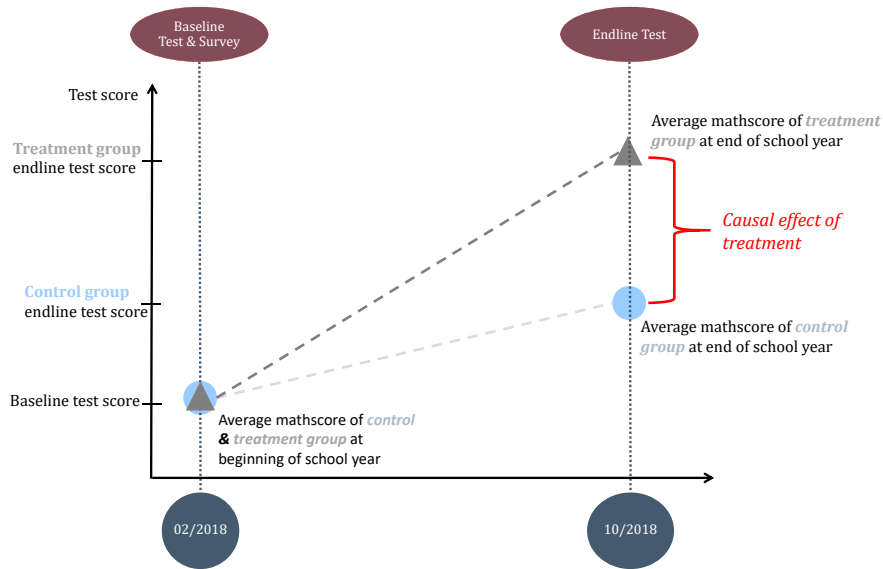 Baseline
Test & Survey
Endline Test
Test score
Treatment group
endline test score
Average mathscore of treatment
group at end of school year
Causal effect of
treatment
Control group
endline test score
Average mathscore of control
group at end of school year
Baseline test score
Average mathscore of control
& treatment group at
beginning of school year
02/2018
10/2018